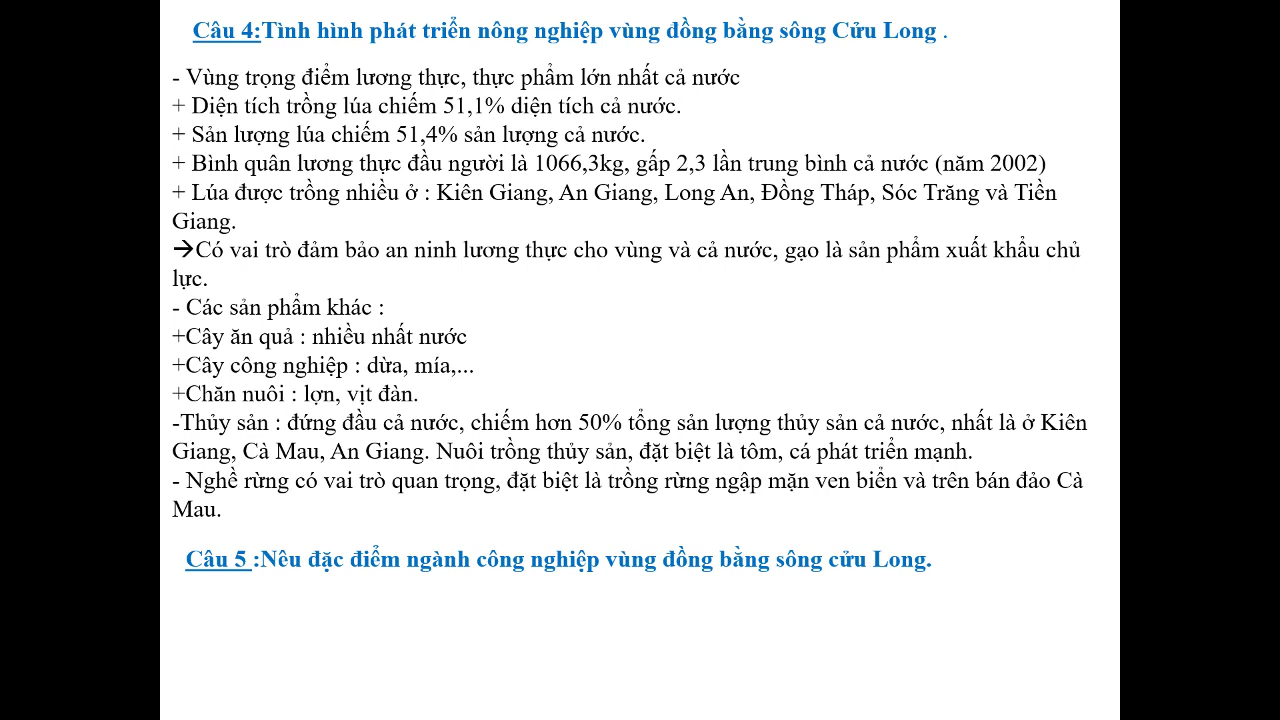 Câu 4:Tình hình phát triển nông nghiệp vùng đồng bằng sông Cửu Long .
- Vùng trọng điểm lương thực, thực phẩm lớn nhất cả nước
+ Diện tích trồng lúa chiếm 51,1% diện tích cả nước.
+ Sản lượng lúa chiếm 51,4% sản lượng cả nước.
+ Bình quân lương thực đầu người là 1066,3kg, gấp 2,3 lần trung bình cả nước (năm 2002)
+ Lúa được trồng nhiều ở : Kiên Giang, An Giang, Long An, Đồng Tháp, Sóc Trăng và Tiền
Giang.
→Có vai trò đảm bảo an ninh lương thực cho vùng và cả nước, gạo là sản phẩm xuất khẩu chủ
lực.
- Các sản phẩm khác :
+Cây ăn quả : nhiều nhất nước
+Cây công nghiệp : dừa, mía,...
+Chăn nuôi : lợn, vịt đàn.
-Thủy sản : đứng đầu cả nước, chiếm hơn 50% tổng sản lượng thủy sản cả nước, nhất là ở Kiên
Giang, Cà Mau, An Giang. Nuôi trồng thủy sản, đặt biệt là tôm, cá phát triển mạnh.
- Nghề rừng có vai trò quan trọng, đặt biệt là trồng rừng ngập mặn ven biển và trên bán đảo Cà
Mau.
Câu 5 :Nêu đặc điểm ngành công nghiệp vùng đồng bằng sông cửu Long.